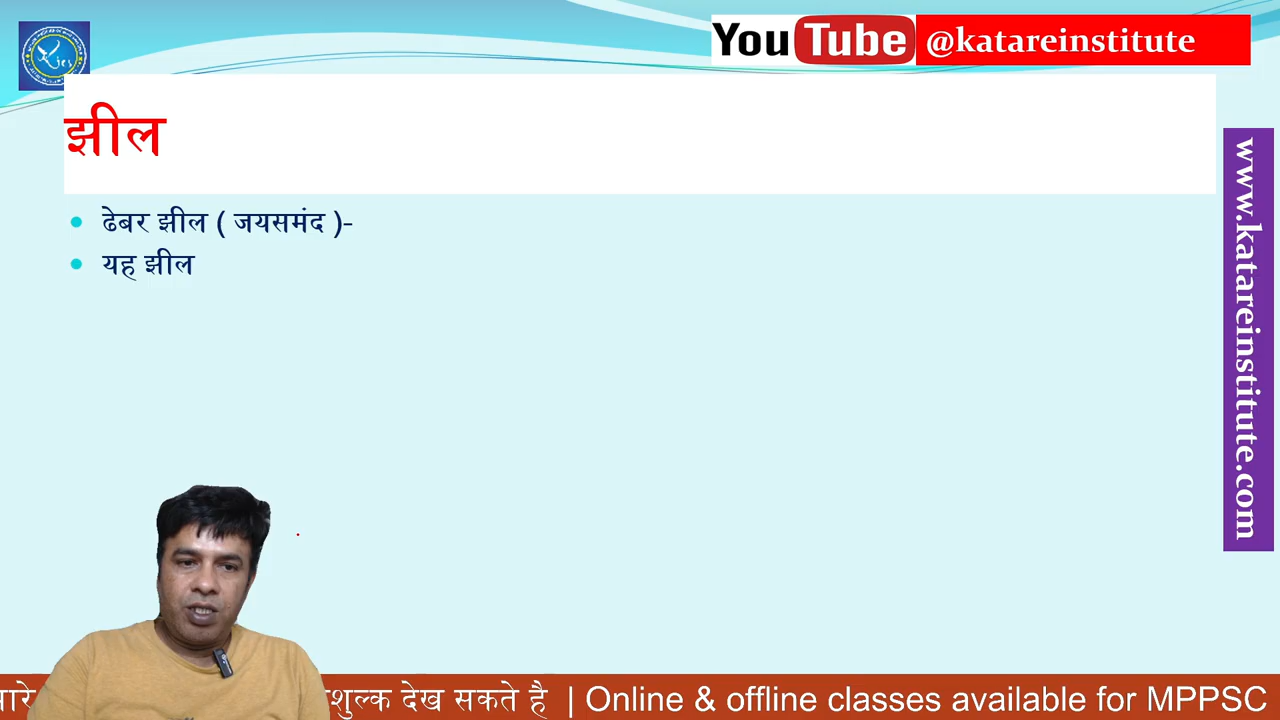 YouTube @katareinstitute
झील
ढेबर झील ( जयसमंद )-
यह झील
www.katareinstitute.com
देख सकते है | Online & offline classes available for MPPSC